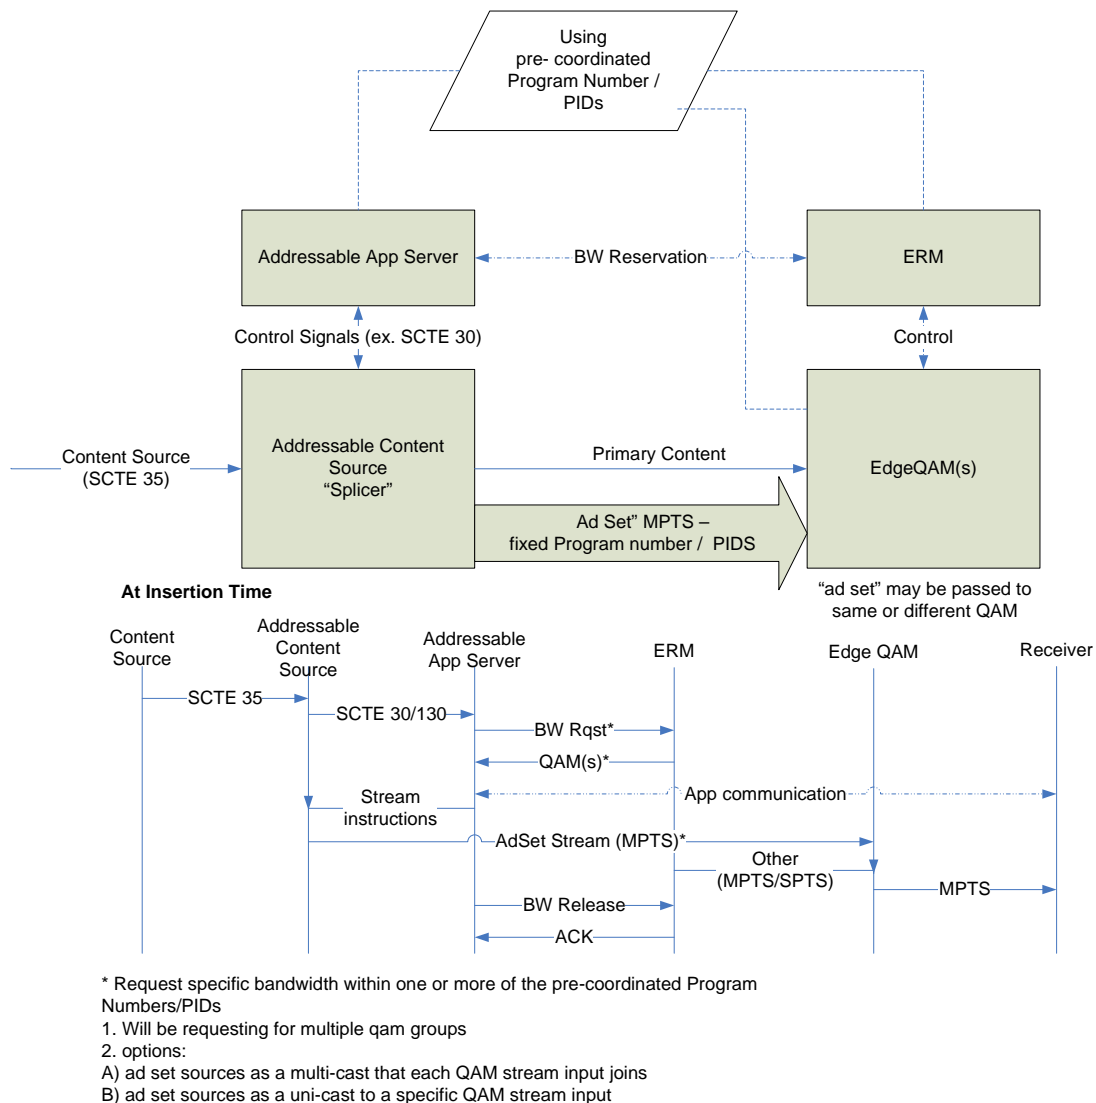 Using
pre- coordinated
Program Number /
PIDs
Addressable App Server
BW Reservation
ERM
Control Signals (ex. SCTE 30)
Control
Content Source
(SCTE 35)
Addressable Content
Source
“Splicer”
Primary Content
EdgeQAM(s)
Ad Set” MPTS –
fixed Program number / PIDS
At Insertion Time
“ad set” may be passed to
same or different QAM
Content
Source
Addressable
Content
Source
Addressable
App Server
ERM
Edge QAM
Receiver
SCTE 35
SCTE 30/130
BW Rqst*
QAM(s)*
App communication
Stream
instructions
AdSet Stream (MPTS)*
Other
(MPTS/SPTS)
MPTS
BW Release
ACK
* Request specific bandwidth within one or more of the pre-coordinated Program
Numbers/PIDs
1. Will be requesting for multiple qam groups
2. options:
A) ad set sources as a multi-cast that each QAM stream input joins
B) ad set sources as a uni-cast to a specific QAM stream input